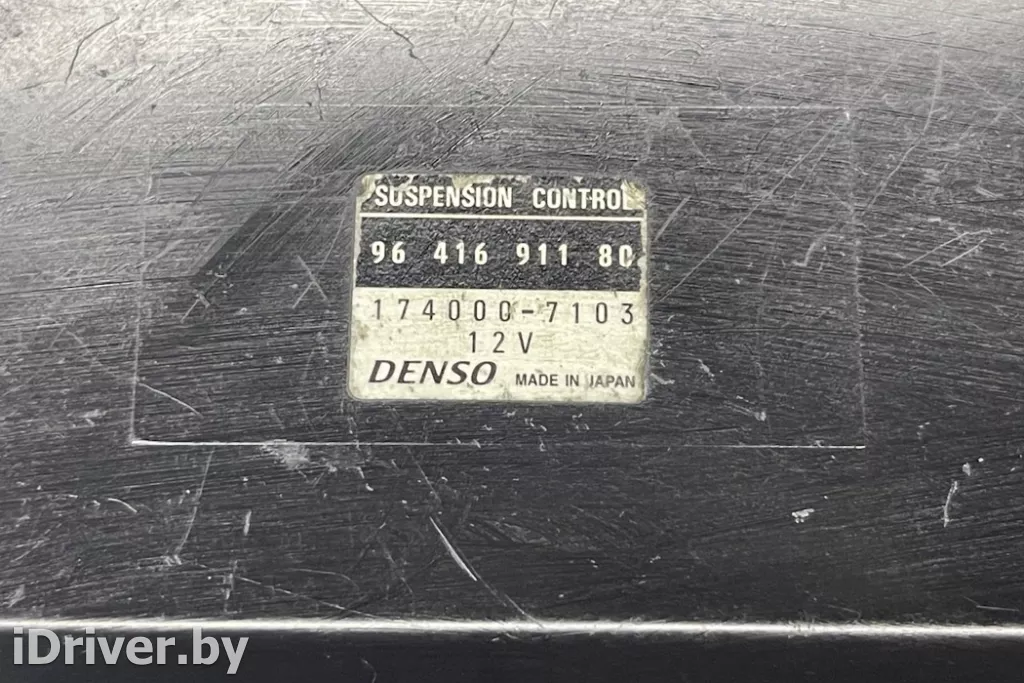 SUSPENSION CONTROL
96 416 911 80
174000-7103
12V
DENSO MADE IN JAPAN
iDriver.by